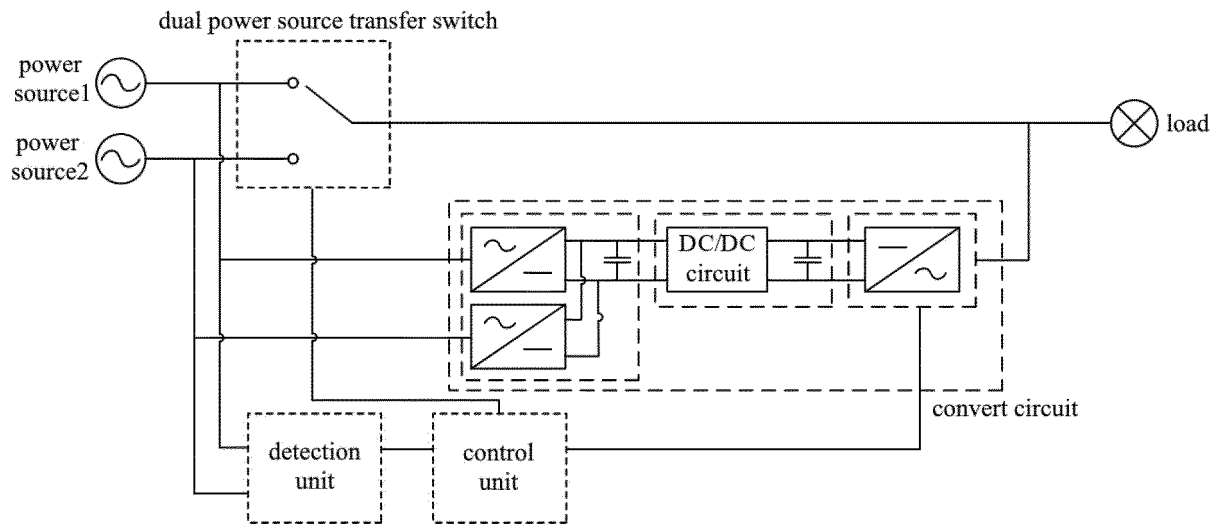 dual power source transfer switch
power
source1
power
source2
load
DC/DC
circuit
convert circuit
detection
unit
control
unit